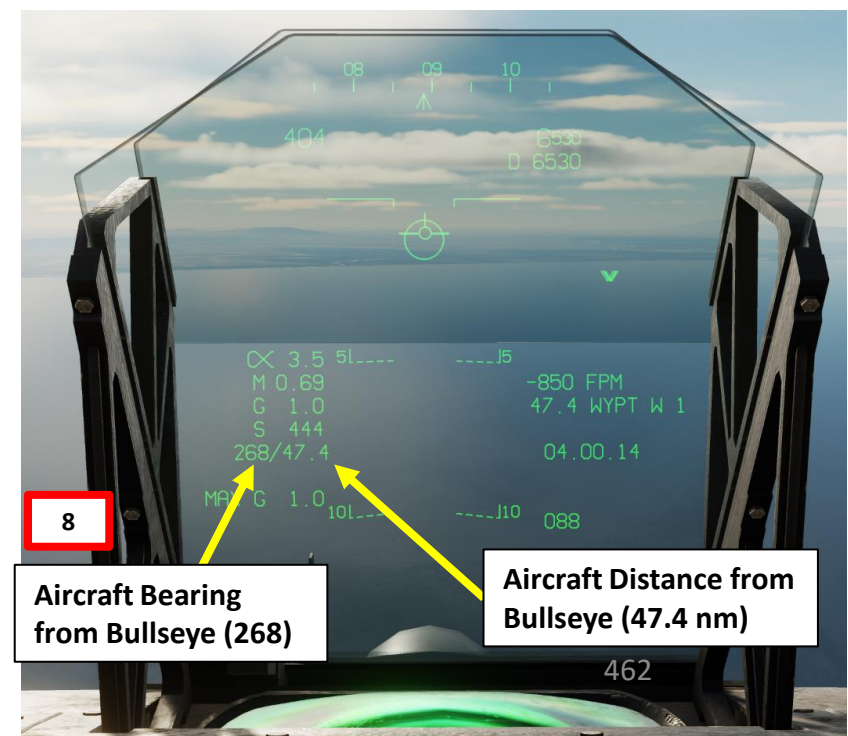 08 09 10
404 6530
D 6530
α 3.5 5 5
M 0.69 -850 FPM
G 1.0 47.4 WYPT W 1
S 444
268/47.4 04.00.14
MAX G 1.0 10 10 088
8
Aircraft Bearing
from Bullseye (268)
Aircraft Distance from
Bullseye (47.4 nm)
462